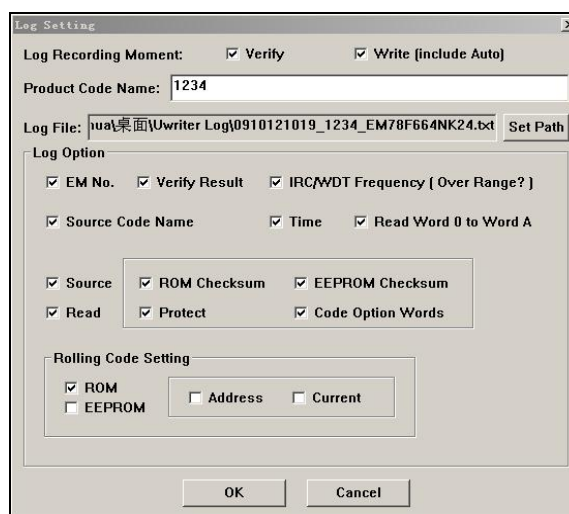 Log Setting
Log Recording Moment: Verify Write (include Auto)
Product Code Name: 1234
Log File: nua\桌面\Uwriter Log\0910121019_1234_EM78F664NK24.txt Set Path
Log Option
EM No. Verify Result IRC/WDT Frequency ( Over Range? )
Source Code Name Time Read Word 0 to Word A
Source ROM Checksum EEPROM Checksum
Read Protect Code Option Words
Rolling Code Setting
ROM
Address Current
EEPROM
OK Cancel